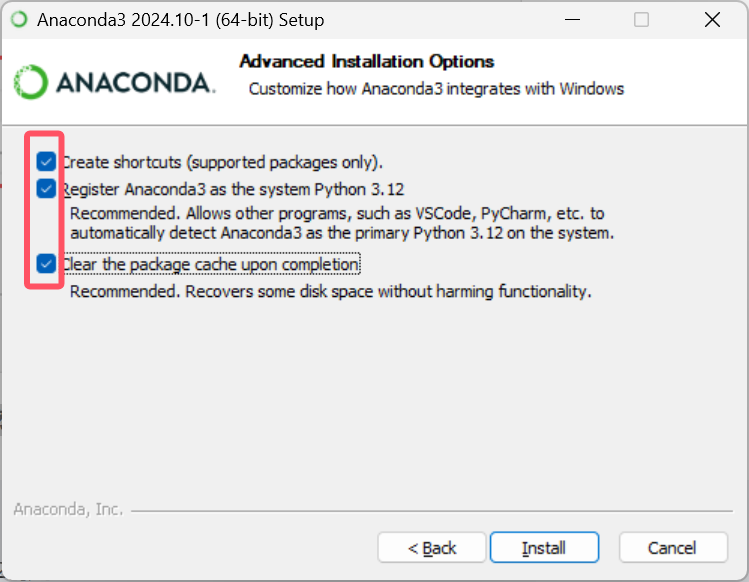 Anaconda3 2024.10-1 (64-bit) Setup
ANACONDA.
Advanced Installation Options
Customize how Anaconda3 integrates with Windows
Create shortcuts (supported packages only).
Register Anaconda3 as the system Python 3.12
Recommended. Allows other programs, such as VSCode, PyCharm, etc. to
automatically detect Anaconda3 as the primary Python 3.12 on the system.
Clear the package cache upon completion
Recommended. Recovers some disk space without harming functionality.
Anaconda, Inc.
< Back
Install
Cancel